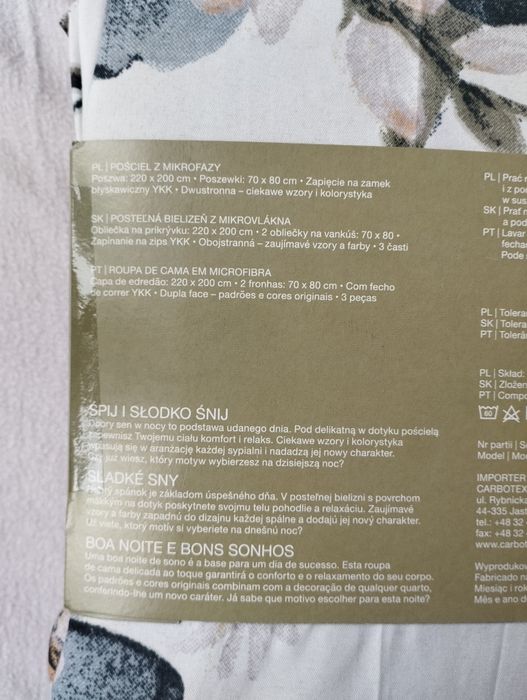 PL | POŚCIEL Z MIKROFAZY
Poszwa: 220 x 200 cm • Poszewki: 70 x 80 cm • Zapięcie na zamek
błyskawiczny YKK • Dwustronna – ciekawe wzory i kolorystyka
SK | POSTEĽNÁ BIELIZEŇ Z MIKROVLÁKNA
Obliečka na prikrývku: 220 x 200 cm • 2 obliečky na vankúš: 70 x 80 •
Zapínanie na zips YKK • Obojstranná – zaujímavé vzory a farby • 3 časti
PT | ROUPA DE CAMA EM MICROFIBRA
Capa de edredão: 220 x 200 cm • 2 fronhas: 70 x 80 cm • Com fecho
de correr YKK • Dupla face – padrões e cores originais • 3 peças
ŚPIJ I SŁODKO ŚNIJ
Dobry sen w nocy to podstawa udanego dnia. Pod delikatną w dotyku pościelą
zapewnisz Twojemu ciału komfort i relaks. Ciekawe wzory i kolorystyka
wpasują się w aranżację każdej sypialni i nadadzą jej nowy charakter.
Czy już wiesz, który motyw wybierzesz na dzisiejszą noc?
SLADKÉ SNY
spánok je základom úspešného dňa. V posteľnej bielizni s povrchom
mäkkým na dotyk poskytnete svojmu telu pohodlie a relaxáciu. Zaujímavé
vzory a farby zapadnú do dizajnu každej spálne a dodajú jej nový charakter.
Už viete, ktorý motív si vyberiete na dnešnú noc?
BOA NOITE E BONS SONHOS
Uma boa noite de sono é a base para um dia de sucesso. Esta roupa
de cama delicada ao toque garantirá o conforto e o relaxamento do seu corpo.
Os padrões e cores originais combinam com a decoração de qualquer quarto,
conferindo-lhe um novo caráter. Já sabe que motivo escolher para esta noite?
PL | Prać
i z po
w sus
SK | Prať
a pod
PT | Lavar
fecha
Pode
PL | Tolera
SK | Tolera
PT | Tolerâ
PL | Skład:
SK | Zložen
PT | Compo
60
Nr partii | Š
Model | Mo
IMPORTER
CARBOTEX
ul. Rybnicka
44-335 Jast
tel.: +48 32
fax: +48 32
www.carbot
Wyprodukow
Fabricado n
Miesiąc i rok
Mês e ano d